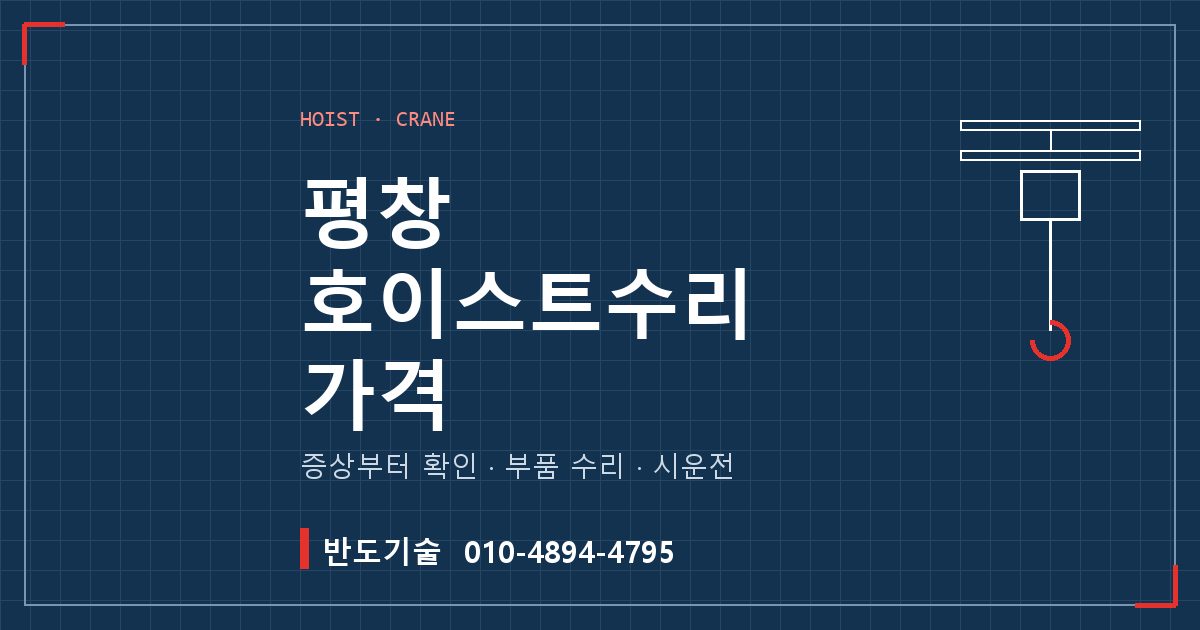 HOIST · CRANE
평창
호이스트수리
가격
증상부터 확인 · 부품 수리 · 시운전
반도기술 010-4894-4795